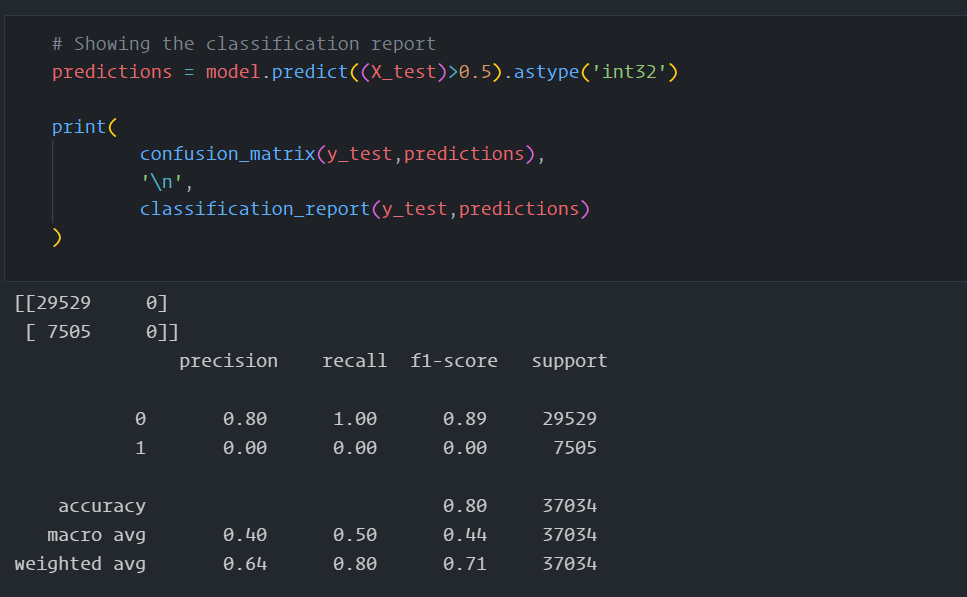 # Showing the classification report
predictions = model.predict((X_test)>0.5).astype('int32')
print(
confusion_matrix(y_test,predictions),
'\n',
classification_report(y_test,predictions)
)
[[29529     0]
 [ 7505     0]]
precision    recall  f1-score   support
0       0.80      1.00      0.89     29529
1       0.00      0.00      0.00      7505
accuracy                           0.80     37034
macro avg       0.40      0.50      0.44     37034
weighted avg       0.64      0.80      0.71     37034